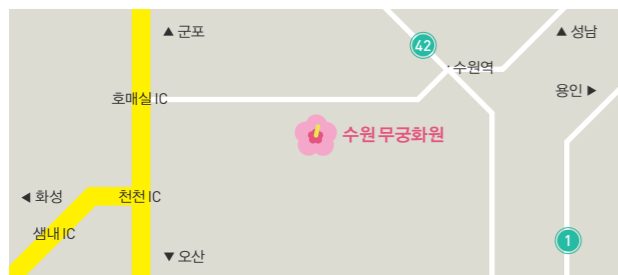 ▲ 군포
▲ 성남
42
수원역
용인 ▶
호매실 IC
수원 무궁화원
◀ 화성
천천 IC
샘내 IC
1
▼ 오산